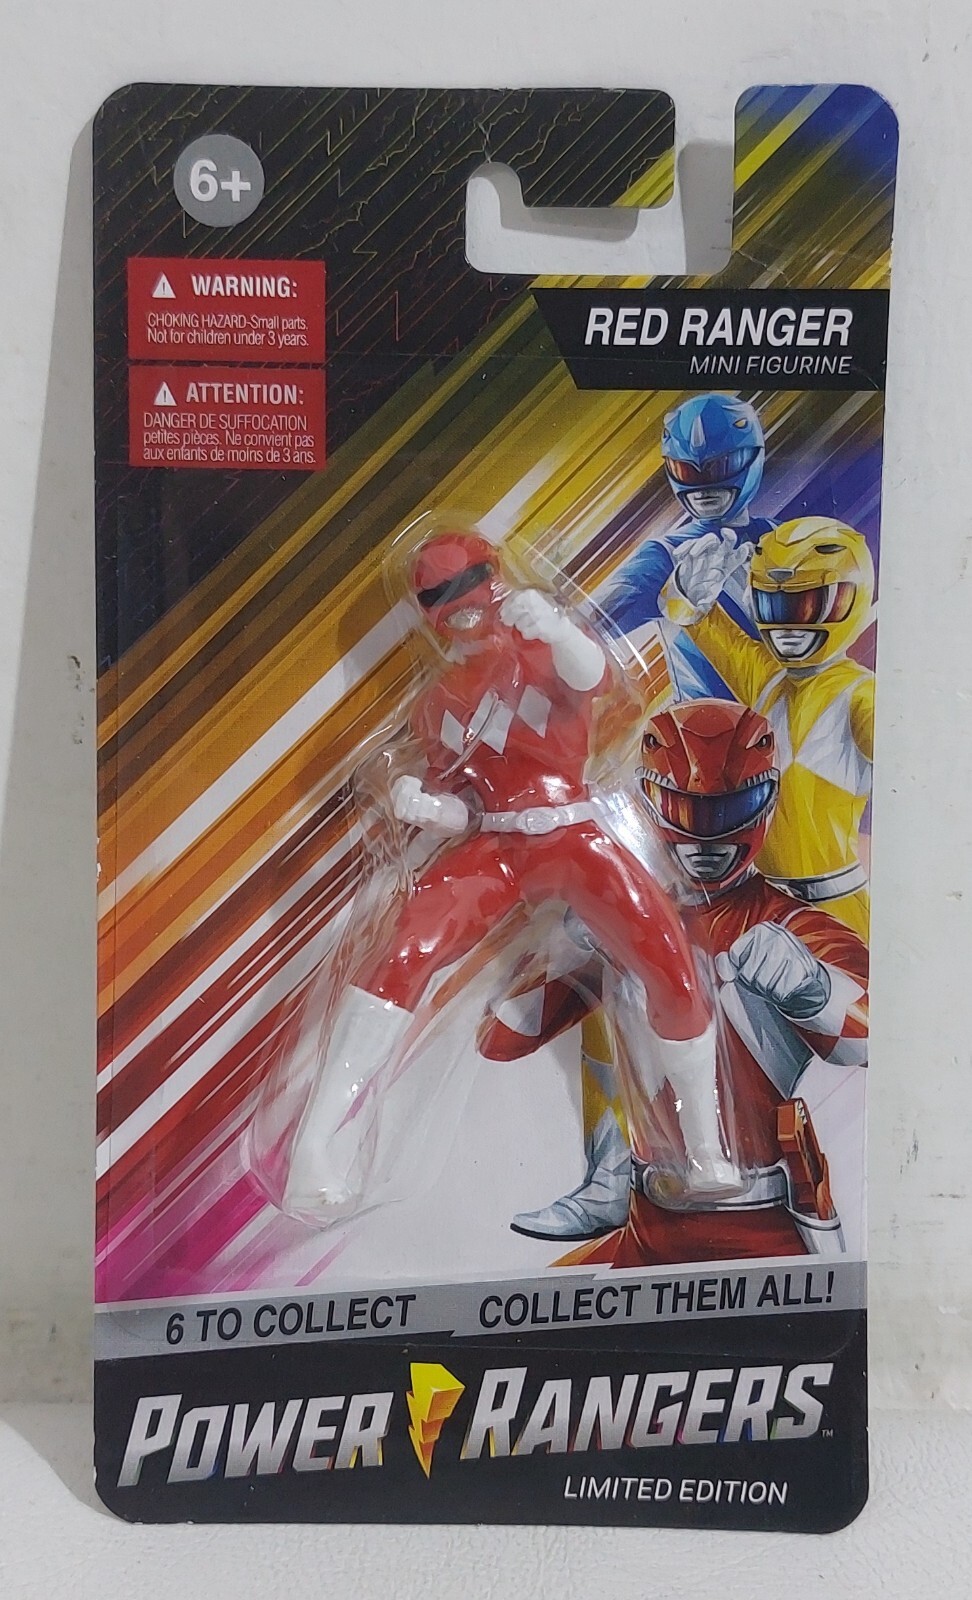 6+
WARNING:
CHOKING HAZARD-Small parts.
Not for children under 3 years.
ATTENTION:
DANGER DE SUFFOCATION
petites pièces. Ne convient pas
aux enfants de moins de 3 ans.
RED RANGER
MINI FIGURINE
6 TO COLLECT
COLLECT THEM ALL!
POWER RANGERS™
LIMITED EDITION